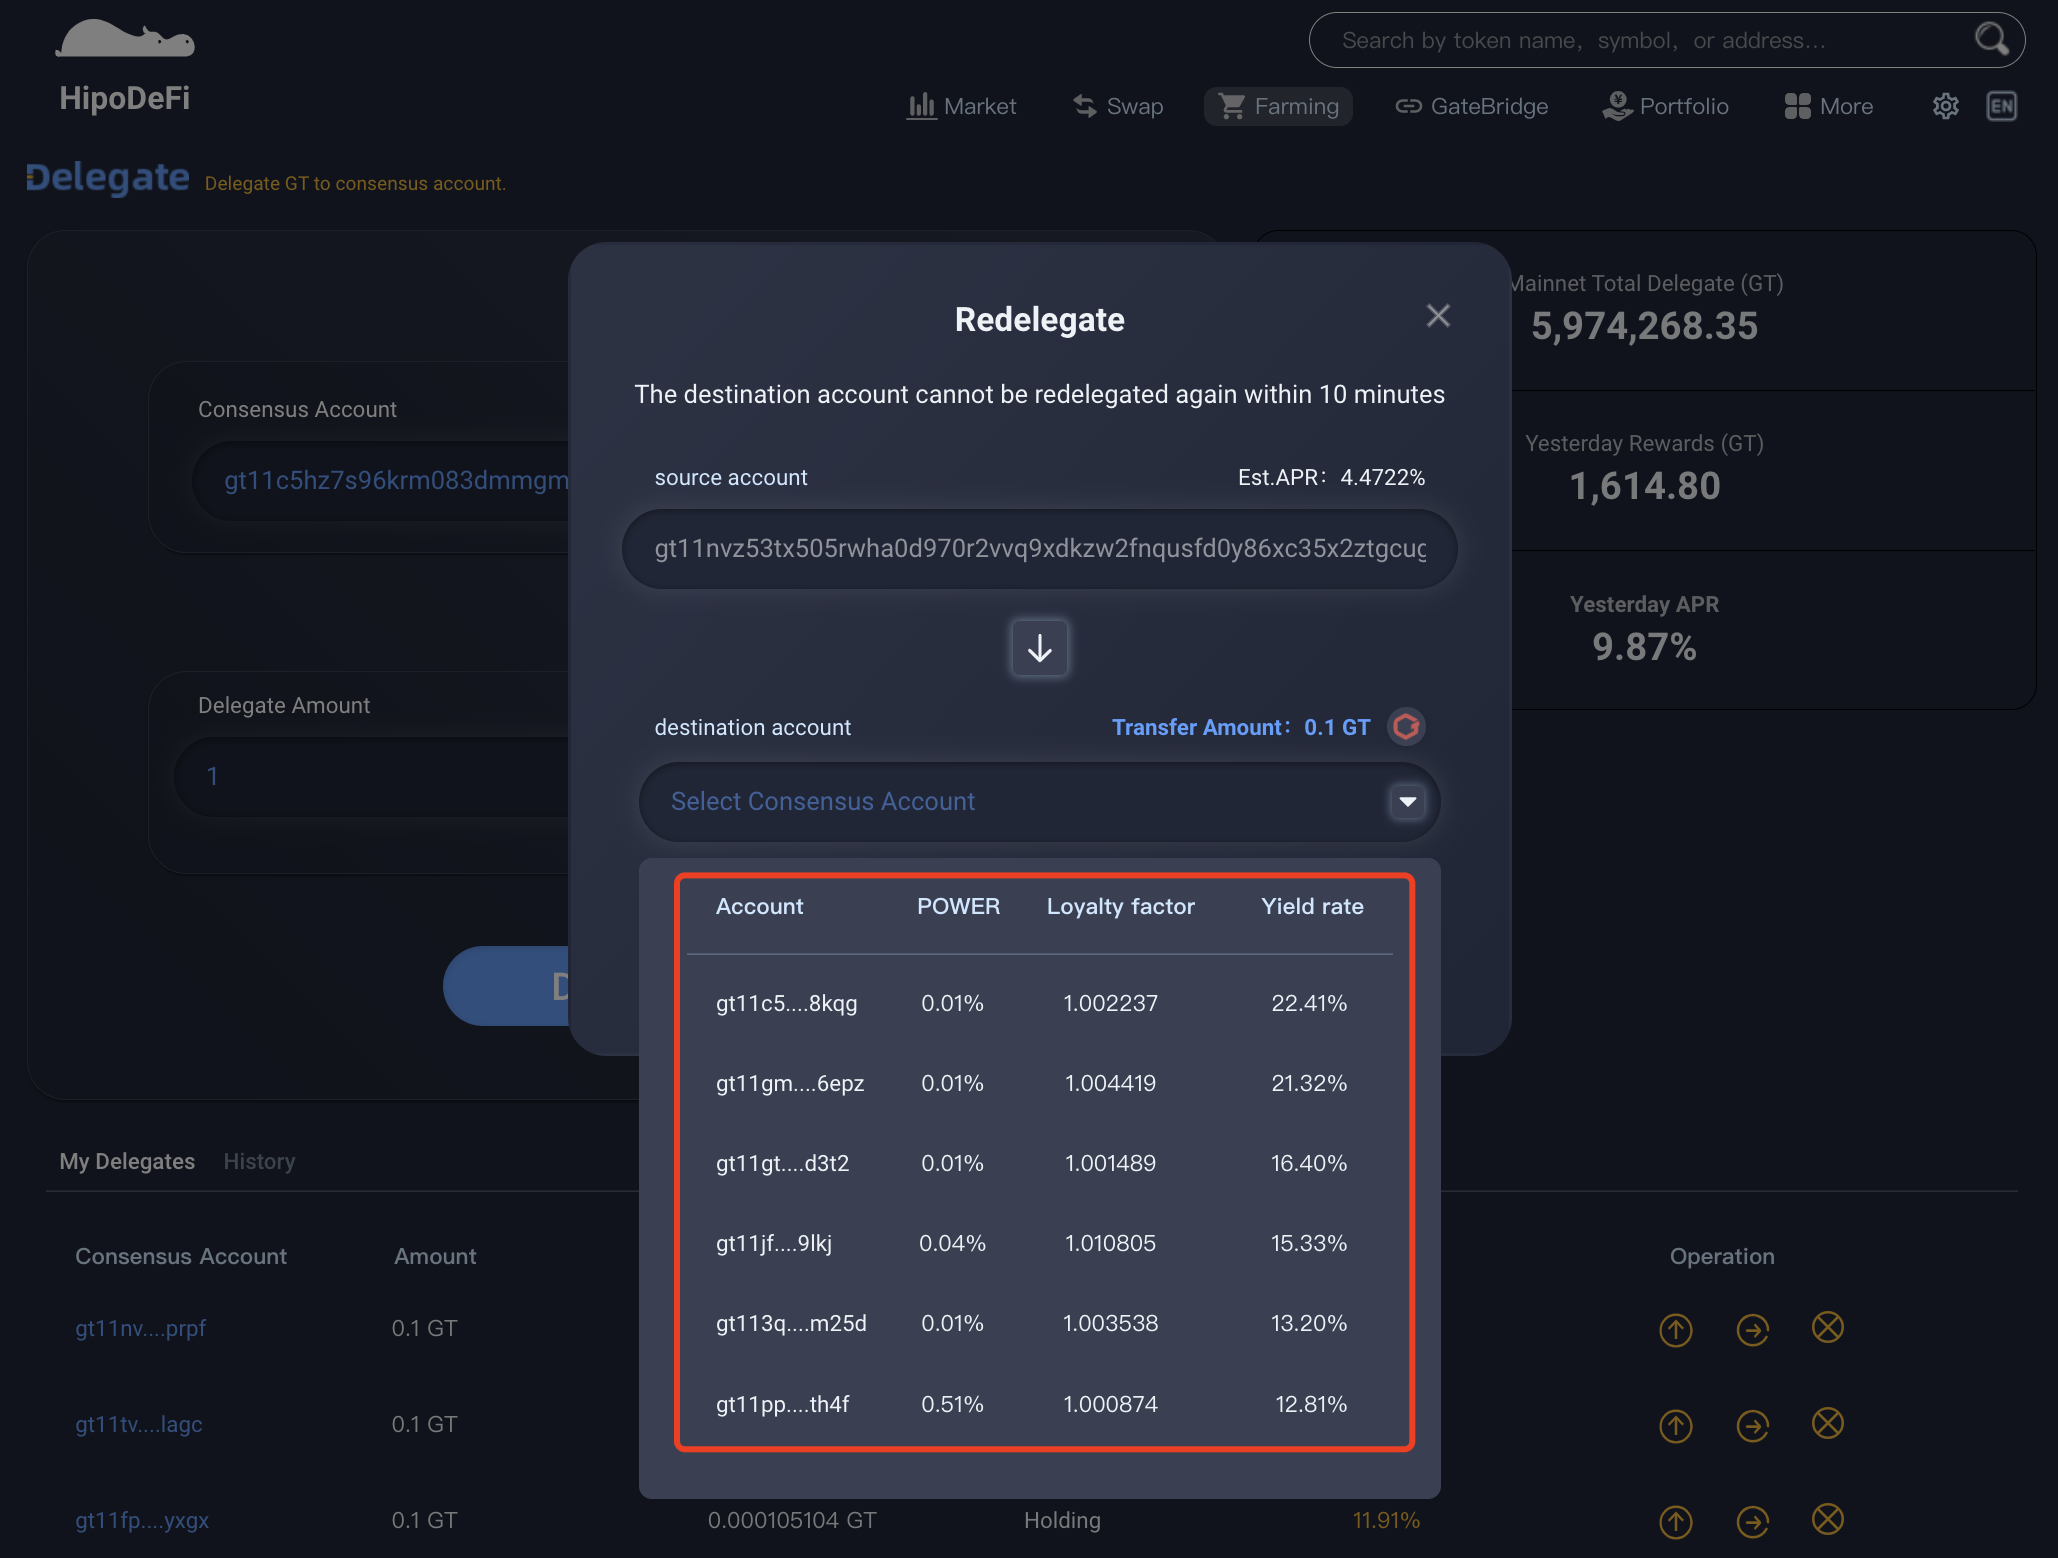 HipoDeFi
Search by token name, symbol, or address...
Market Swap Farming GateBridge Portfolio More EN
Delegate Delegate GT to consensus account.
Consensus Account
gt11c5hz7s96krm083dmmgm
Delegate Amount
1
D
Mainnet Total Delegate (GT)
5,974,268.35
Yesterday Rewards (GT)
1,614.80
Yesterday APR
9.87%
Redelegate
The destination account cannot be redelegated again within 10 minutes
source account Est.APR: 4.4722%
gt11nvz53tx505rwha0d970r2vvq9xdkzw2fnqusfd0y86xc35x2ztgcug
destination account Transfer Amount: 0.1 GT
Select Consensus Account
Account POWER Loyalty factor Yield rate
gt11c5....8kqg 0.01% 1.002237 22.41%
gt11gm....6epz 0.01% 1.004419 21.32%
gt11gt....d3t2 0.01% 1.001489 16.40%
gt11jf....9lkj 0.04% 1.010805 15.33%
gt113q....m25d 0.01% 1.003538 13.20%
gt11pp....th4f 0.51% 1.000874 12.81%
My Delegates History
Consensus Account Amount Operation
gt11nv....prpf 0.1 GT
gt11tv....lagc 0.1 GT
gt11fp....yxgx 0.1 GT 0.000105104 GT Holding 11.91%